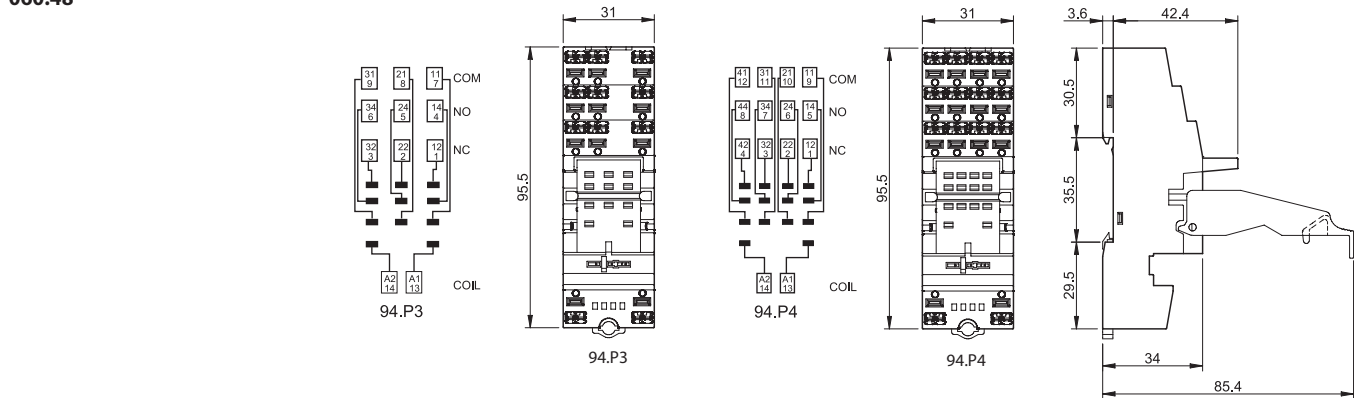 060.48
31
31
3.6
42.4
31 21 11
9 8 7
COM
34 24 14
6 5 4
NO
32 22 12
3 2 1
NC
A2 A1
14 13
COIL
94.P3
95.5
94.P3
41 31 21 11
12 11 10 9
COM
44 34 24 14
8 7 6 5
NO
42 32 22 12
4 3 2 1
NC
A2 A1
14 13
COIL
94.P4
95.5
94.P4
30.5
35.5
29.5
34
85.4